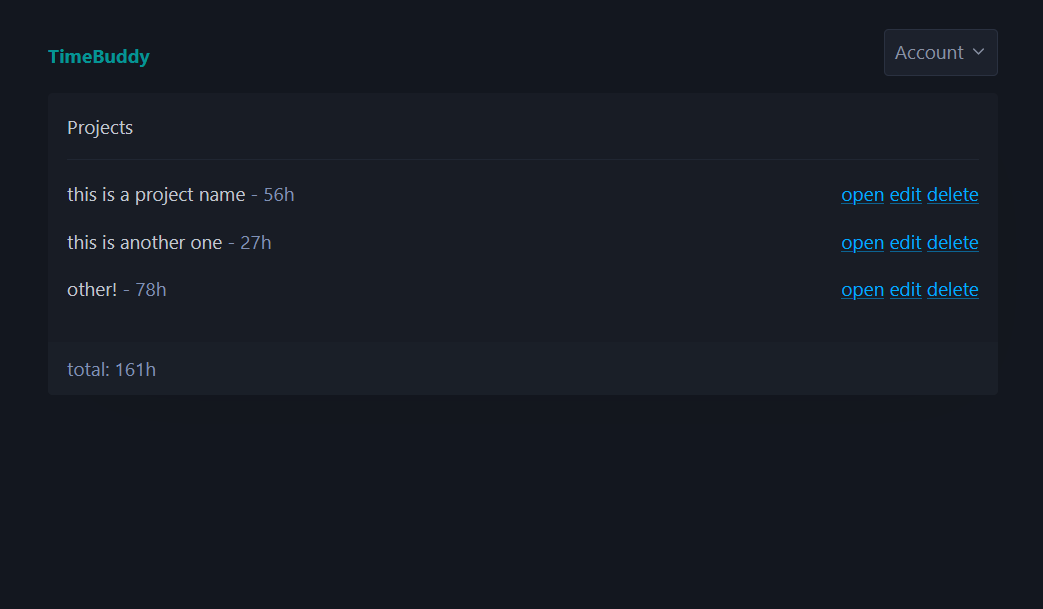 TimeBuddy
Account
Projects
this is a project name - 56h open edit delete
this is another one - 27h open edit delete
other! - 78h open edit delete
total: 161h